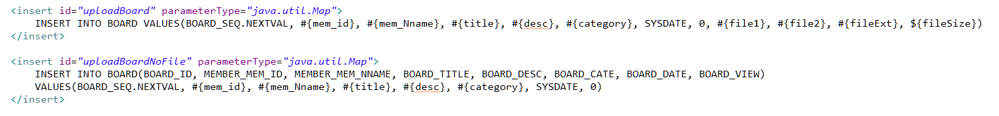 <insert id="uploadBoard" parameterType="java.util.Map">
INSERT INTO BOARD VALUES(BOARD_SEQ.NEXTVAL, #{mem_id}, #{mem_Nname}, #{title}, #{desc}, #{category}, SYSDATE, 0, #{file1}, #{file2}, #{fileExt}, ${fileSize})
</insert>
<insert id="uploadBoardNoFile" parameterType="java.util.Map">
INSERT INTO BOARD(BOARD_ID, MEMBER_MEM_ID, MEMBER_MEM_NNAME, BOARD_TITLE, BOARD_DESC, BOARD_CATE, BOARD_DATE, BOARD_VIEW)
VALUES(BOARD_SEQ.NEXTVAL, #{mem_id}, #{mem_Nname}, #{title}, #{desc}, #{category}, SYSDATE, 0)
</insert>